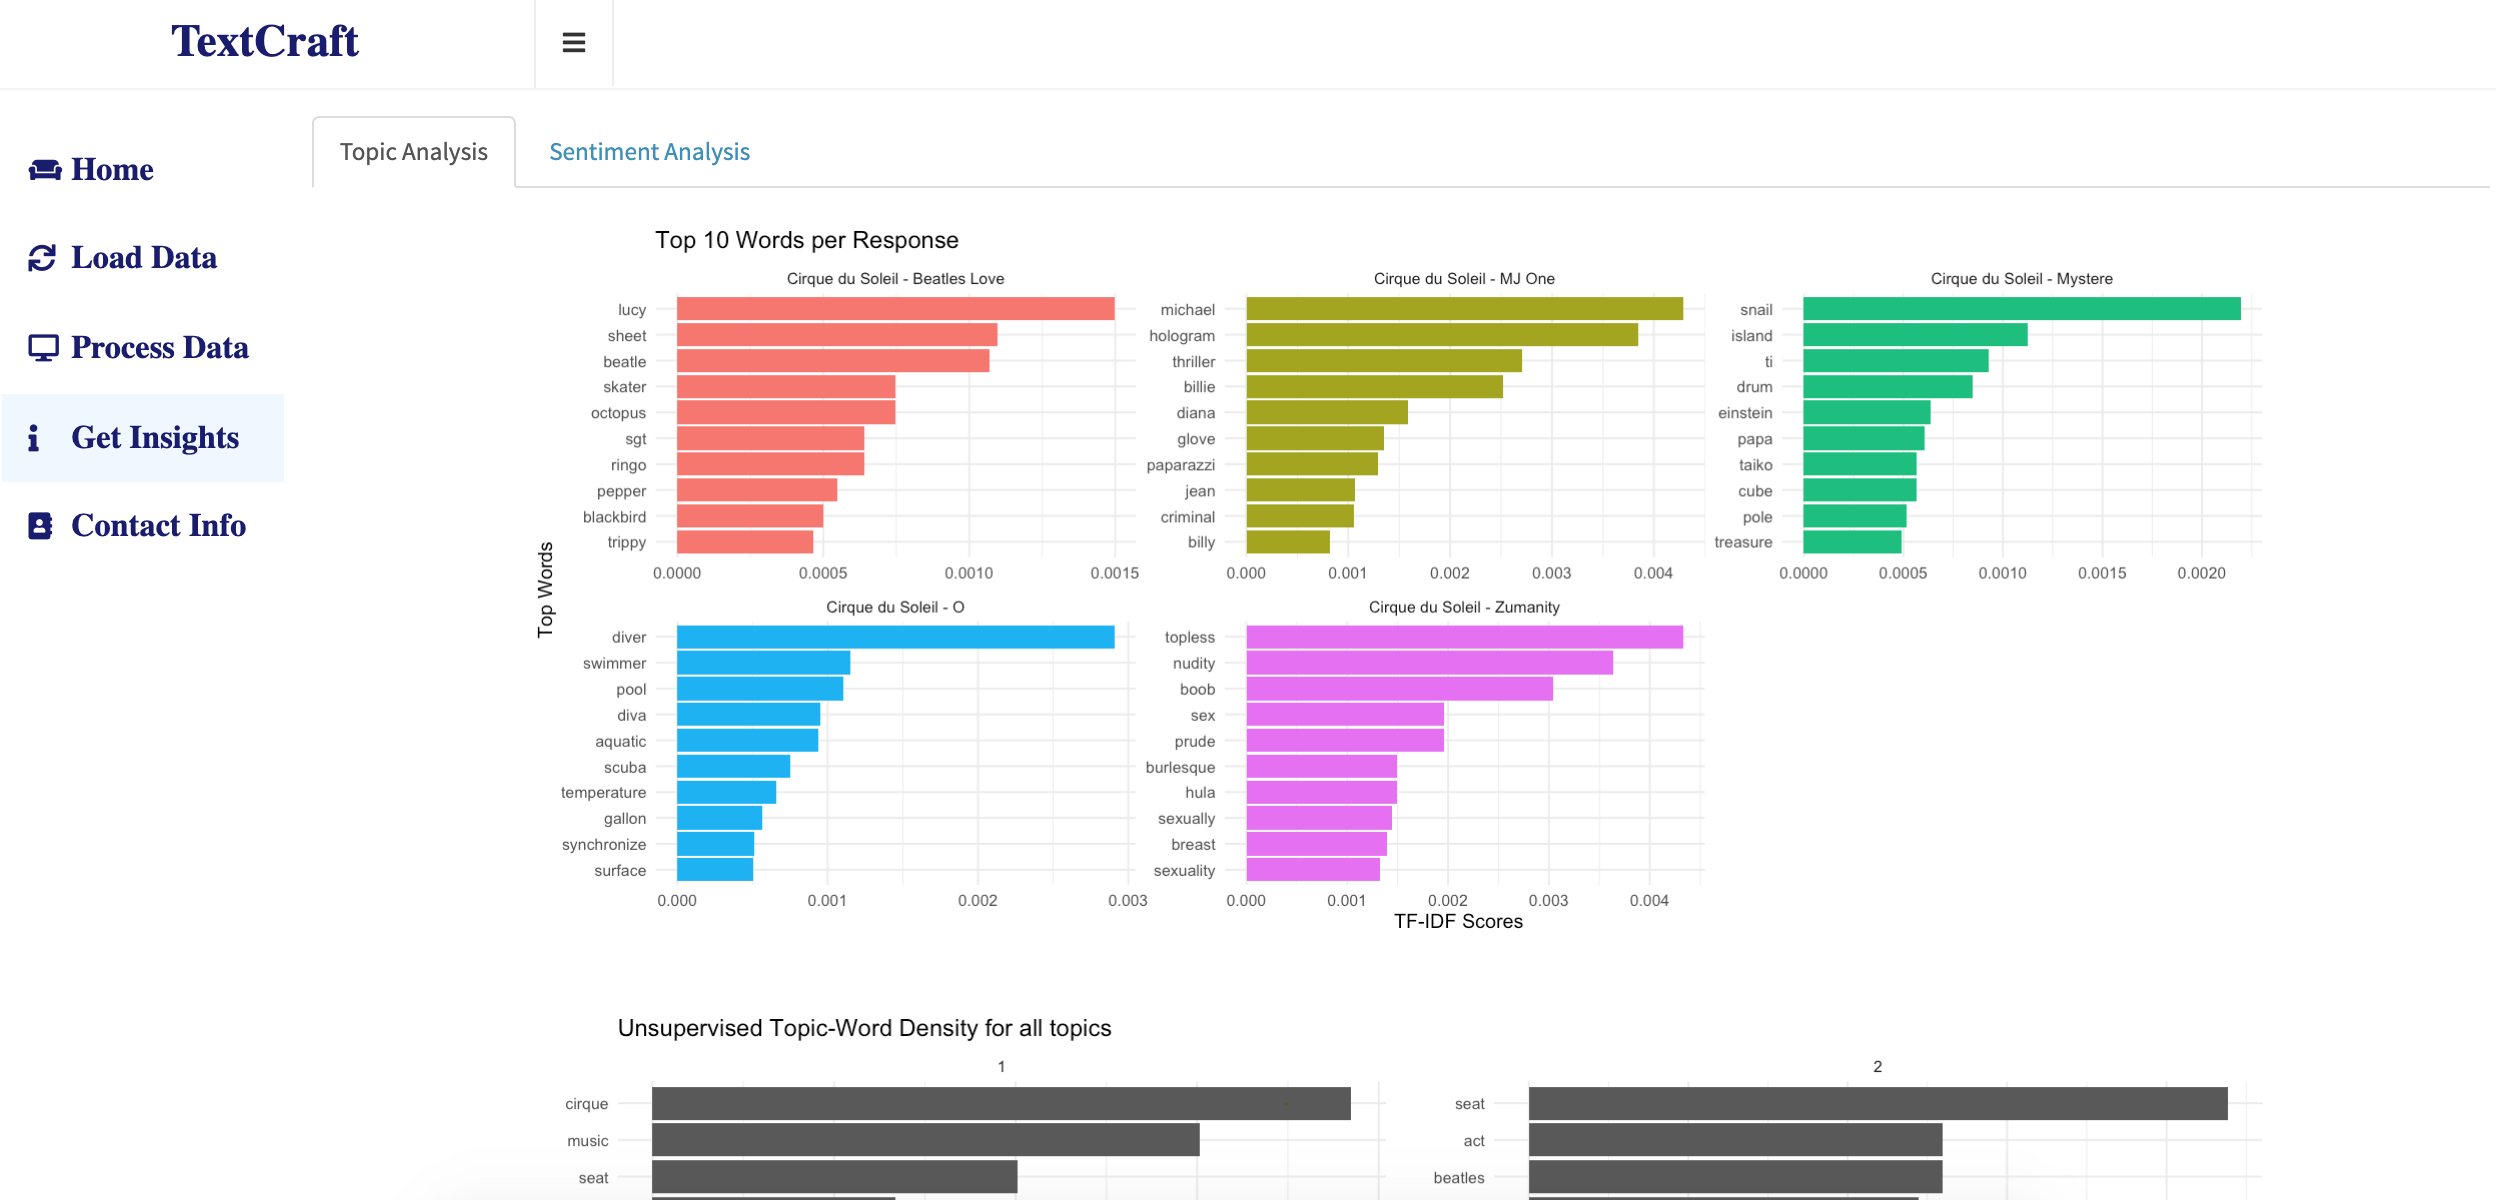 TextCraft
Home
Load Data
Process Data
Get Insights
Contact Info
Topic Analysis
Sentiment Analysis
Top 10 Words per Response
Top Words
Cirque du Soleil - Beatles Love
lucy
sheet
beatle
skater
octopus
sgt
ringo
pepper
blackbird
trippy
0.0000 0.0005 0.0010 0.0015
Cirque du Soleil - MJ One
michael
hologram
thriller
billie
diana
glove
paparazzi
jean
criminal
billy
0.000 0.001 0.002 0.003 0.004
Cirque du Soleil - Mystere
snail
island
ti
drum
einstein
papa
taiko
cube
pole
treasure
0.0000 0.0005 0.0010 0.0015 0.0020
Cirque du Soleil - O
diver
swimmer
pool
diva
aquatic
scuba
temperature
gallon
synchronize
surface
0.000 0.001 0.002 0.003
Cirque du Soleil - Zumanity
topless
nudity
boob
sex
prude
burlesque
hula
sexually
breast
sexuality
0.000 0.001 0.002 0.003 0.004
TF-IDF Scores
Unsupervised Topic-Word Density for all topics
1
cirque
music
seat
2
seat
act
beatles